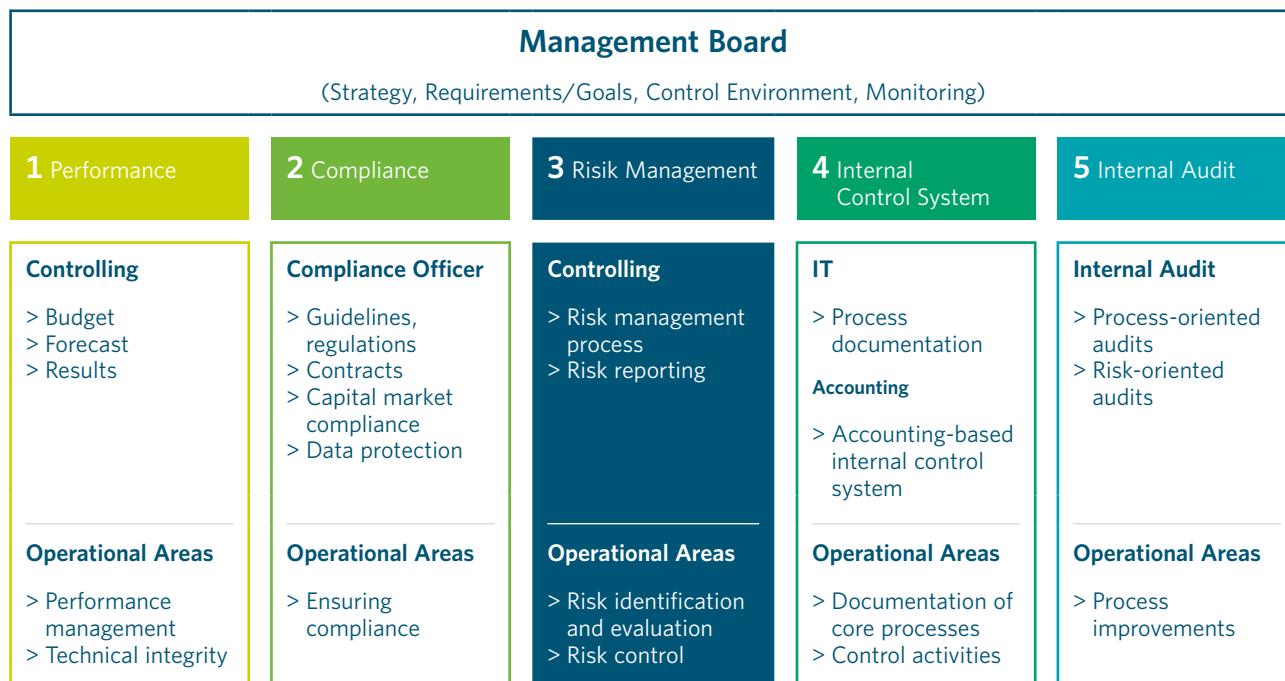 Management Board
(Strategy, Requirements/Goals, Control Environment, Monitoring)
1 Performance
2 Compliance
3 Risik Management
4 Internal
Control System
5 Internal Audit
Controlling
> Budget
> Forecast
> Results
Operational Areas
> Performance
management
> Technical integrity
Compliance Officer
> Guidelines,
regulations
> Contracts
> Capital market
compliance
> Data protection
Operational Areas
> Ensuring
compliance
Controlling
> Risk management
process
> Risk reporting
Operational Areas
> Risk identification
and evaluation
> Risk control
IT
> Process
documentation
Accounting
> Accounting-based
internal control
system
Operational Areas
> Documentation of
core processes
> Control activities
Internal Audit
> Process-oriented
audits
> Risk-oriented
audits
Operational Areas
> Process
improvements